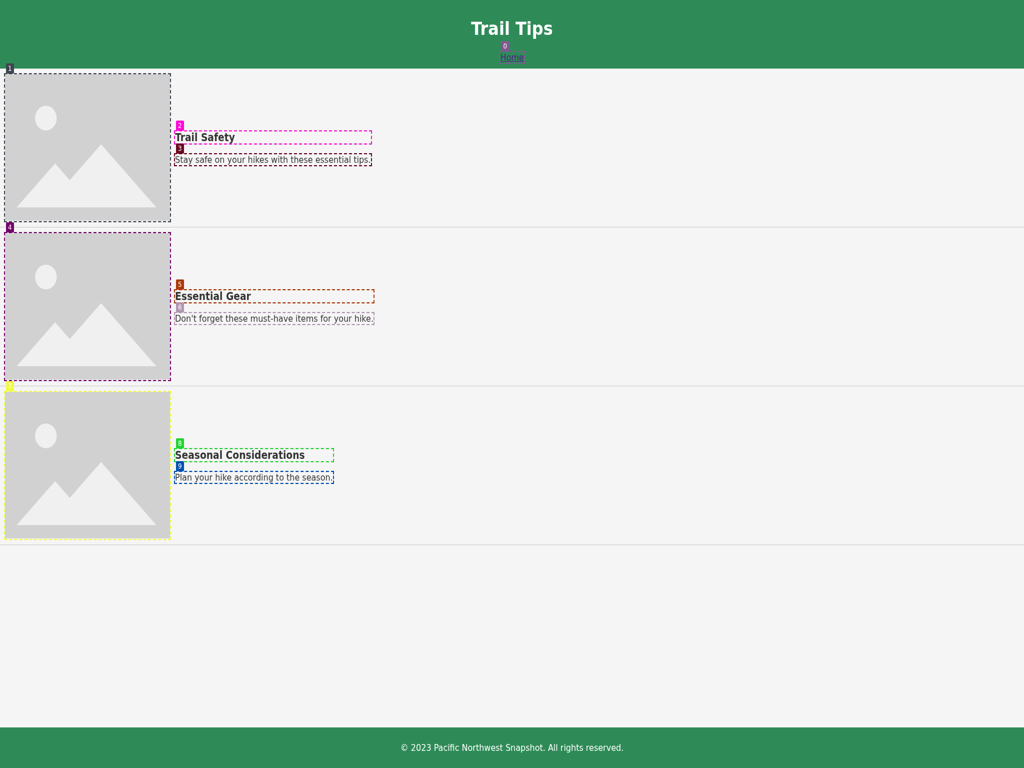 Trail Tips
0
Home
1
2
Trail Safety
3
Stay safe on your hikes with these essential tips.
4
5
Essential Gear
6
Don't forget these must-have items for your hike.
7
8
Seasonal Considerations
9
Plan your hike according to the season.
© 2023 Pacific Northwest Snapshot. All rights reserved.